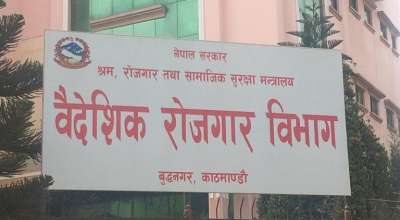 नेपाल सरकार
श्रम, रोजगार तथा सामाजिक सुरक्षा मन्त्रालय
वैदेशिक रोजगार विभाग
बुद्धनगर, काठमाण्डौ